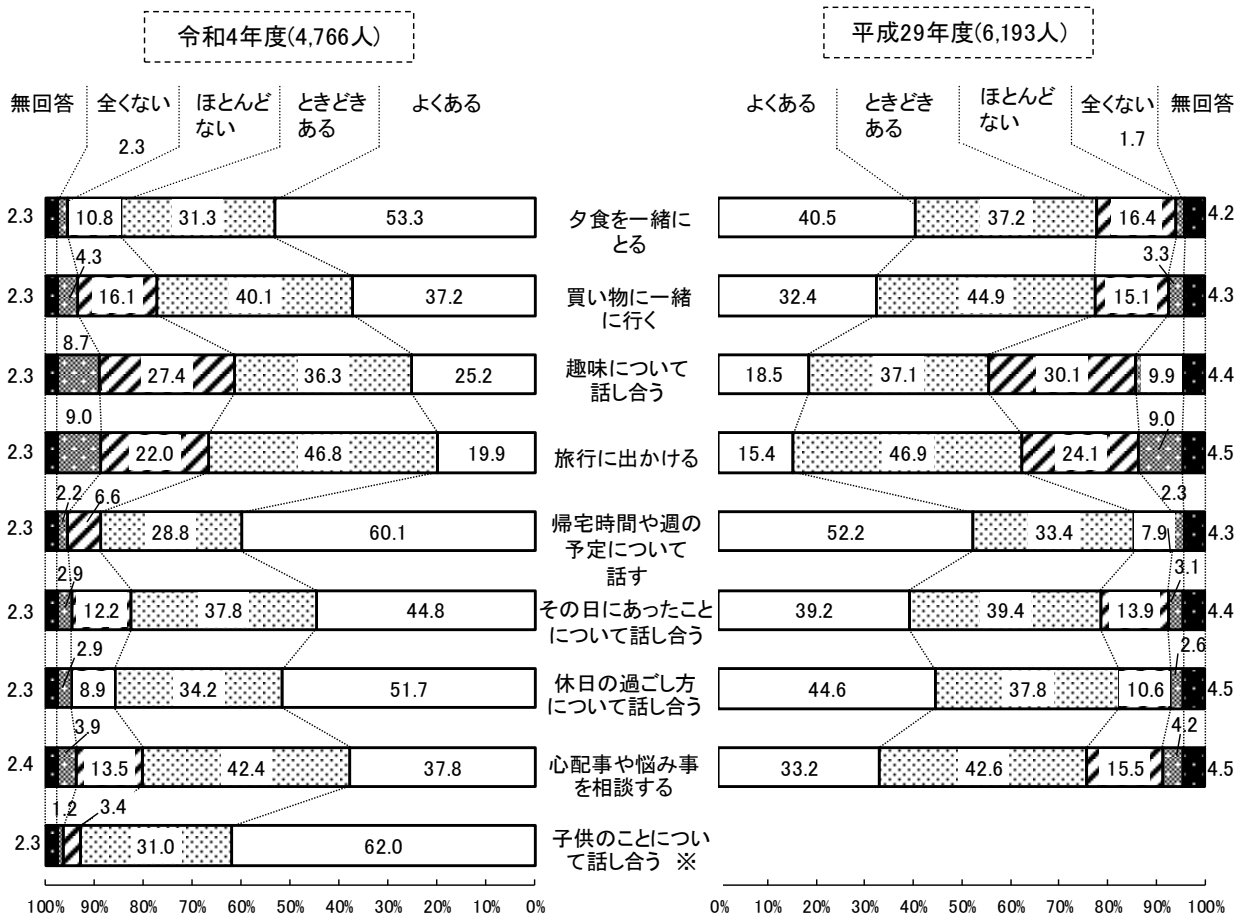 令和4年度(4,766人)
平成29年度(6,193人)
無回答 全くない ほとんどない ときどきある よくある
よくある ときどきある ほとんどない 全くない 無回答
2.3
1.7
2.3 10.8 31.3 53.3 夕食を一緒に 40.5 37.2 16.4 4.2
とる
4.3
3.3
2.3 16.1 40.1 37.2 買い物に一緒 32.4 44.9 15.1 4.3
に行く
8.7
2.3 27.4 36.3 25.2 趣味について 18.5 37.1 30.1 9.9 4.4
話し合う
9.0
9.0
2.3 22.0 46.8 19.9 旅行に出かける 15.4 46.9 24.1 4.5
2.2 6.6
2.3
2.3 28.8 60.1 帰宅時間や週の 52.2 33.4 7.9 4.3
予定について
話す
2.9
3.1
2.3 12.2 37.8 44.8 その日にあったこと 39.2 39.4 13.9 4.4
について話し合う
2.9
2.6
2.3 8.9 34.2 51.7 休日の過ごし方 44.6 37.8 10.6 4.5
について話し合う
3.9
4.2
2.4 13.5 42.4 37.8 心配事や悩み事 33.2 42.6 15.5 4.5
を相談する
1.2 3.4
2.3 31.0 62.0 子供のことについ
て話し合う ※
100% 90% 80% 70% 60% 50% 40% 30% 20% 10% 0%
0% 10% 20% 30% 40% 50% 60% 70% 80% 90% 100%